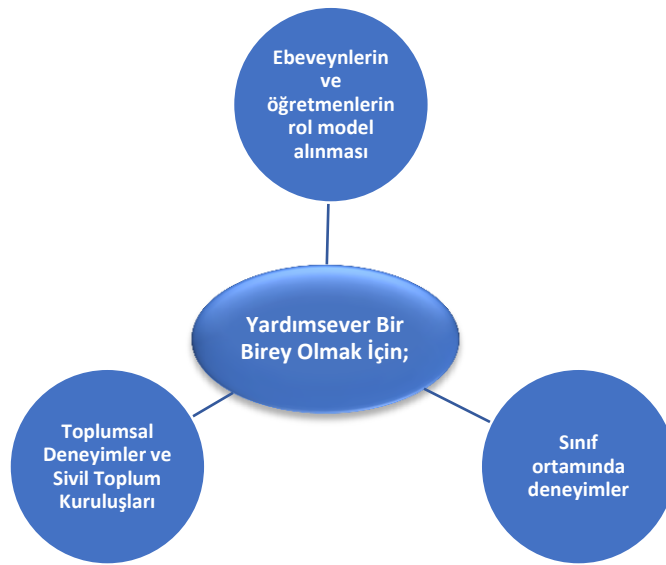 Ebeveynlerin
ve
öğretmenlerin
rol model
alınması
Yardımsever Bir
Birey Olmak İçin;
Toplumsal
Deneyimler ve
Sivil Toplum
Kuruluşları
Sınıf
ortamında
deneyimler